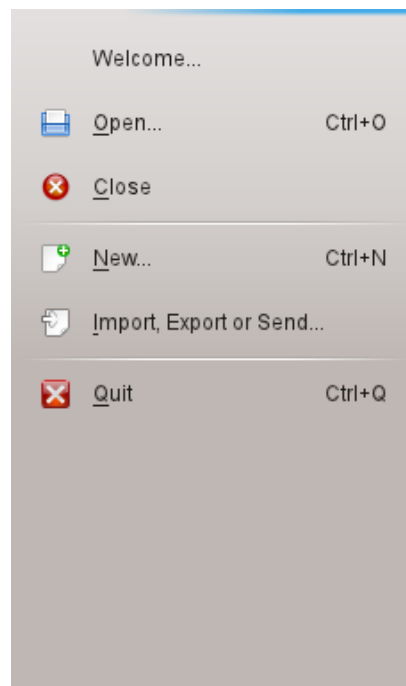 Welcome...
Open... Ctrl+O
Close
New... Ctrl+N
Import, Export or Send...
Quit Ctrl+Q